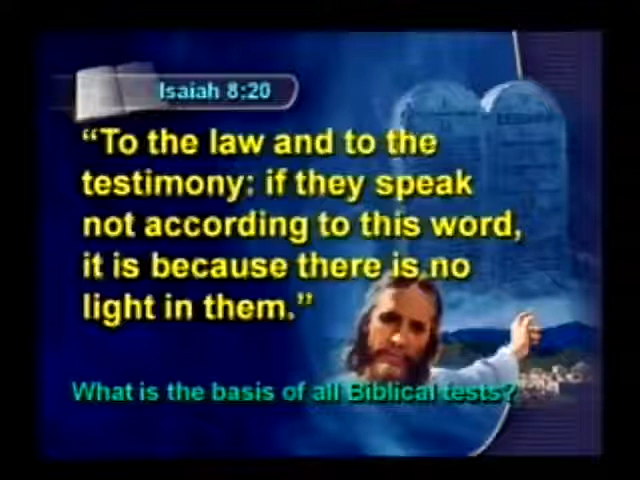 Isaiah 8:20
“To the law and to the
testimony: if they speak
not according to this word,
it is because there is no
light in them.”
What is the basis of all Biblical tests?